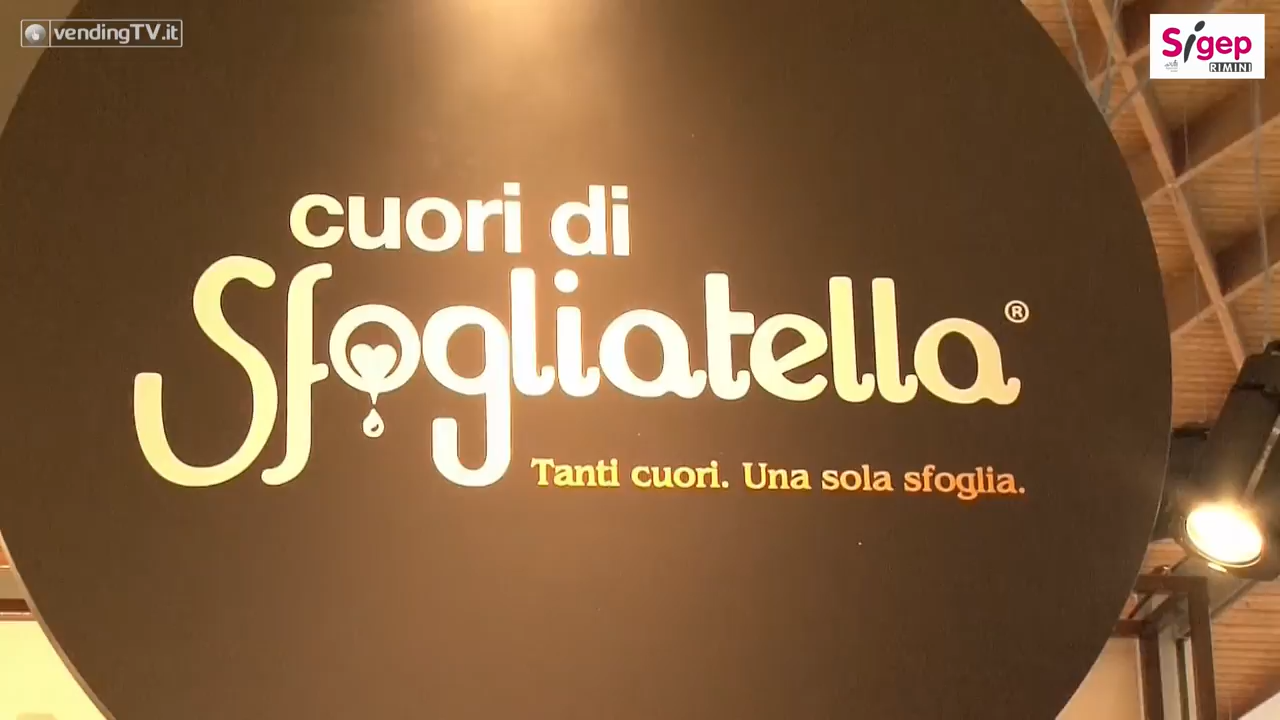 vendingTV.it
Sigep
RIMINI
cuori di
Sfogliatella®
Tanti cuori. Una sola sfoglia.